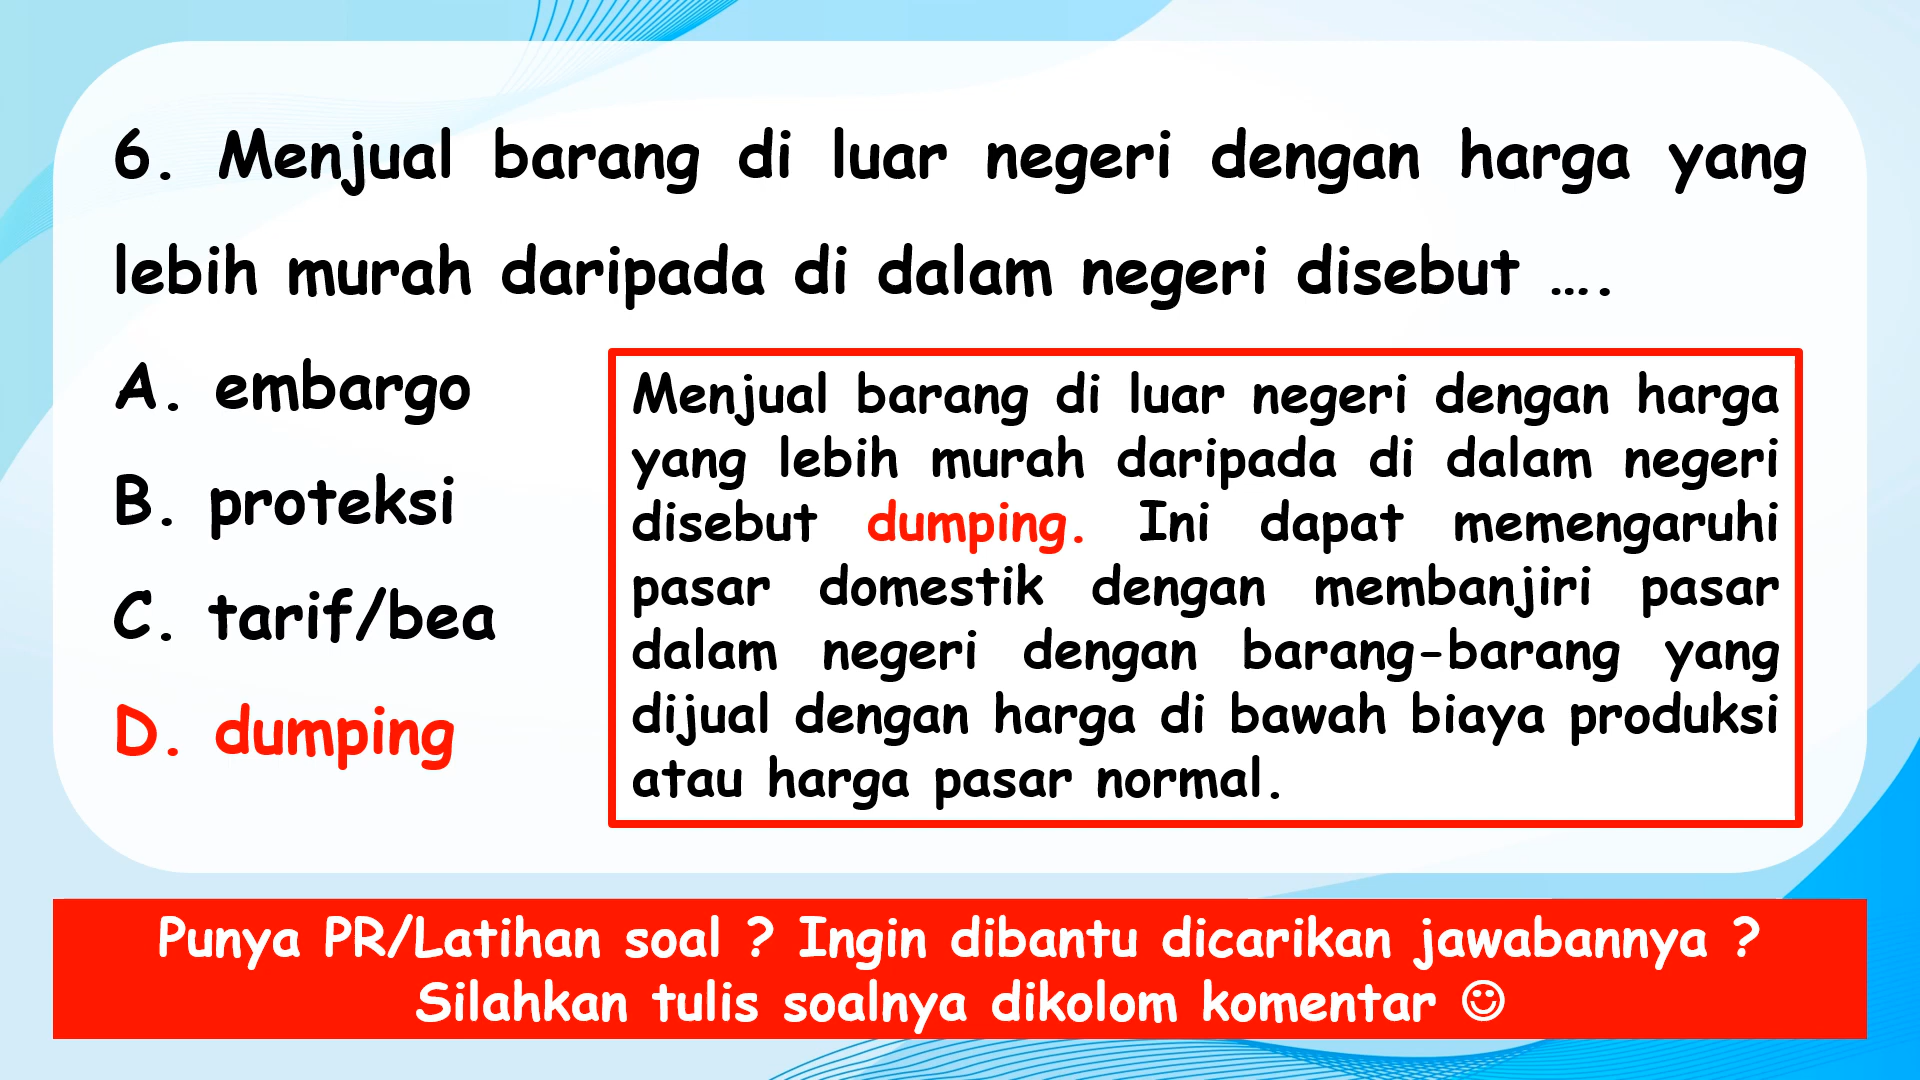 6. Menjual barang di luar negeri dengan harga yang
lebih murah daripada di dalam negeri disebut ….
A. embargo
B. proteksi
C. tarif/bea
D. dumping
Menjual barang di luar negeri dengan harga
yang lebih murah daripada di dalam negeri
disebut dumping. Ini dapat memengaruhi
pasar domestik dengan membanjiri pasar
dalam negeri dengan barang-barang yang
dijual dengan harga di bawah biaya produksi
atau harga pasar normal.
Punya PR/Latihan soal ? Ingin dibantu dicarikan jawabannya ?
Silahkan tulis soalnya dikolom komentar ☺